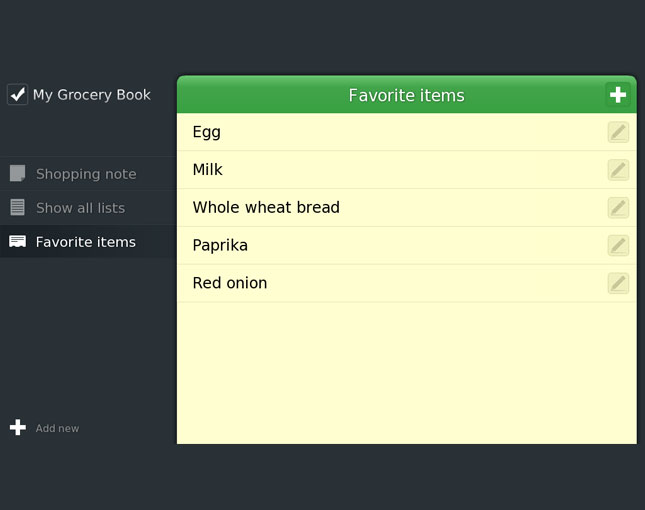 My Grocery Book
Shopping note
Show all lists
Favorite items
Add new
Favorite items
Egg
Milk
Whole wheat bread
Paprika
Red onion